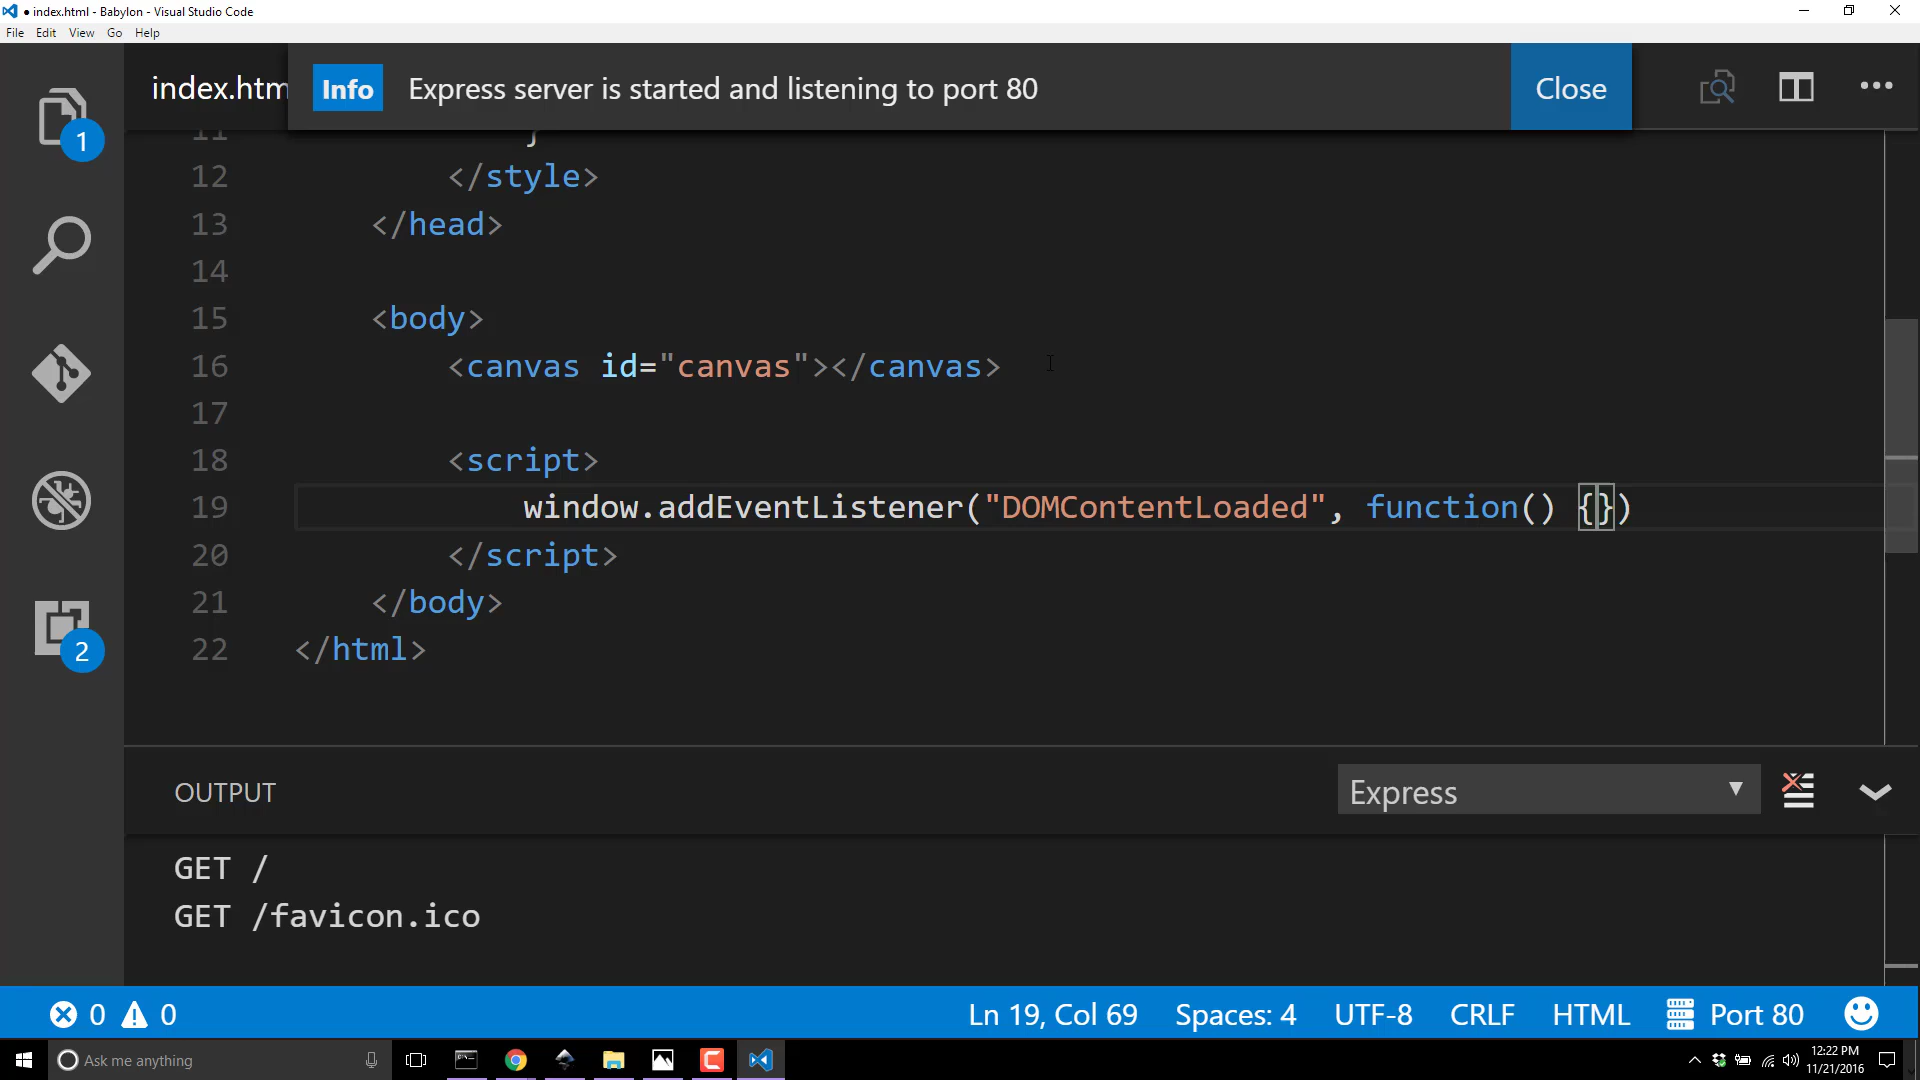 ● index.html - Babylon - Visual Studio Code
File Edit View Go Help
index.htm
Info Express server is started and listening to port 80 Close
1
11 }
12 </style>
13 </head>
14
15 <body>
16 <canvas id="canvas"></canvas>
17
18 <script>
19 window.addEventListener("DOMContentLoaded", function() {})
20 </script>
21 </body>
22 </html>
2
OUTPUT Express
GET /
GET /favicon.ico
0 0 Ln 19, Col 69 Spaces: 4 UTF-8 CRLF HTML Port 80
Ask me anything 12:22 PM
11/21/2016